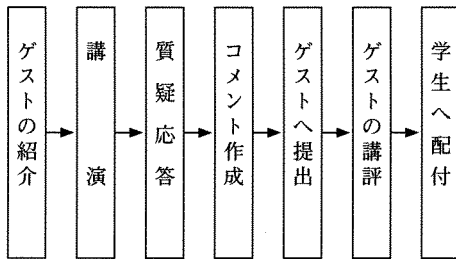 ゲストの紹介
講演
質疑応答
コメント作成
ゲストへ提出
ゲストの講評
学生へ配付